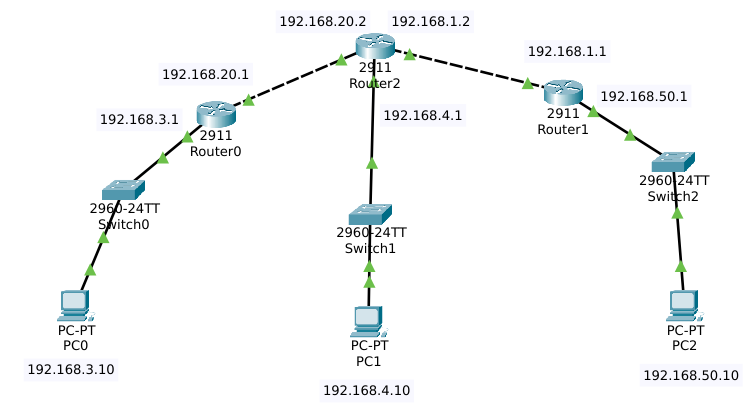 192.168.20.2
192.168.1.2
2911
Router2
192.168.1.1
192.168.20.1
2911
Router1
192.168.50.1
192.168.3.1
2911
Router0
192.168.4.1
2960-24TT
Switch0
2960-24TT
Switch1
2960-24TT
Switch2
PC-PT
PC0
192.168.3.10
PC-PT
PC1
192.168.4.10
PC-PT
PC2
192.168.50.10